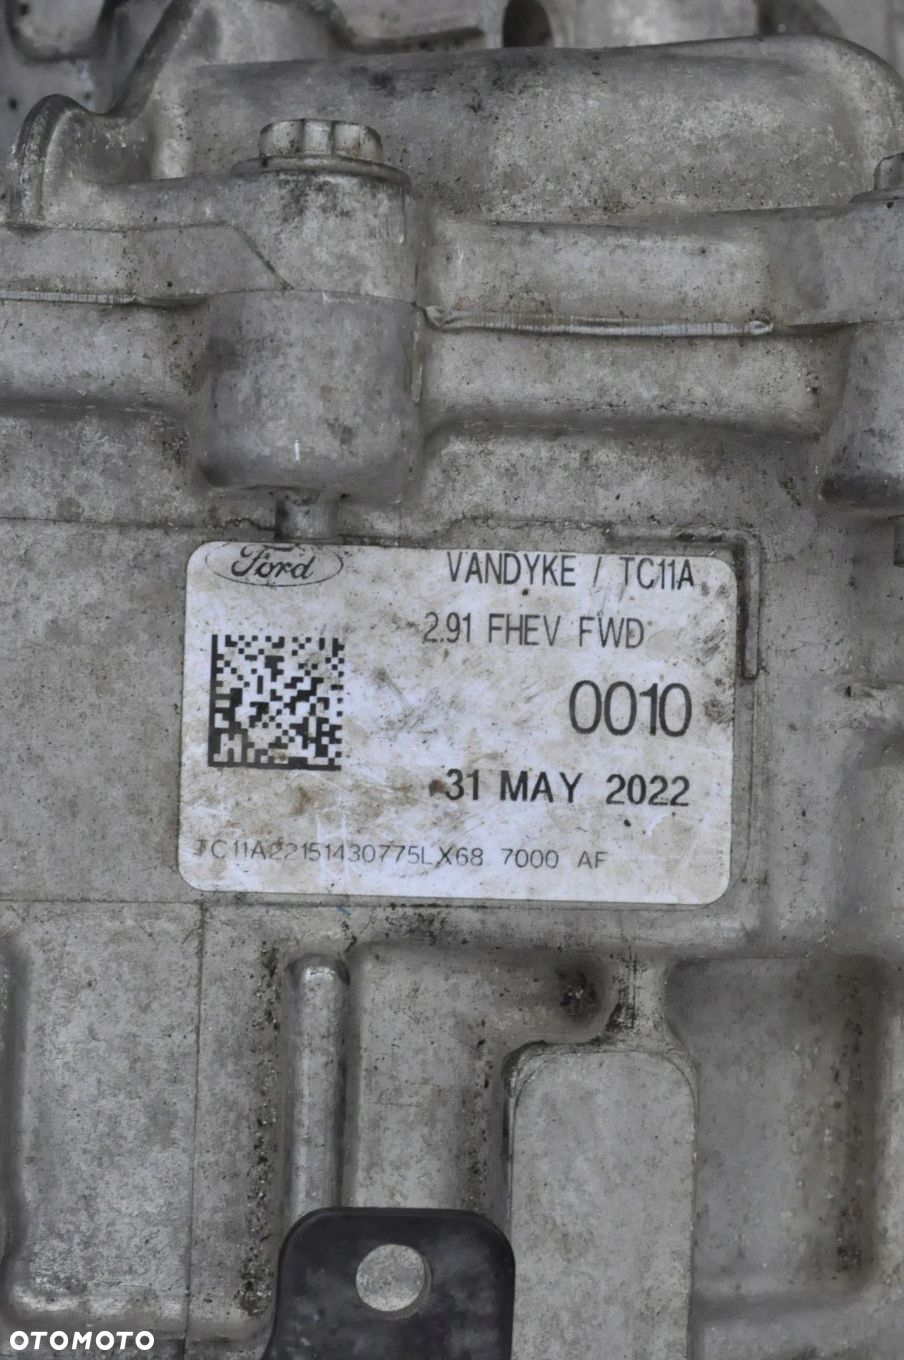 Ford
VANDYKE / TC11A
2.91 FHEV FWD
0010
31 MAY 2022
TC11A22151430775LX68 7000 AF
OTOMOTO